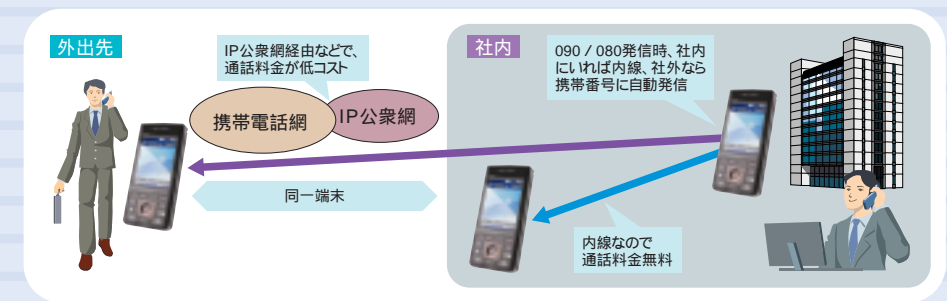 外出先
IP公衆網経由などで、
通話料金が低コスト
携帯電話網
IP公衆網
同一端末
社内
090 / 080発信時、社内
にいれば内線、社外なら
携帯番号に自動発信
内線なので
通話料金無料